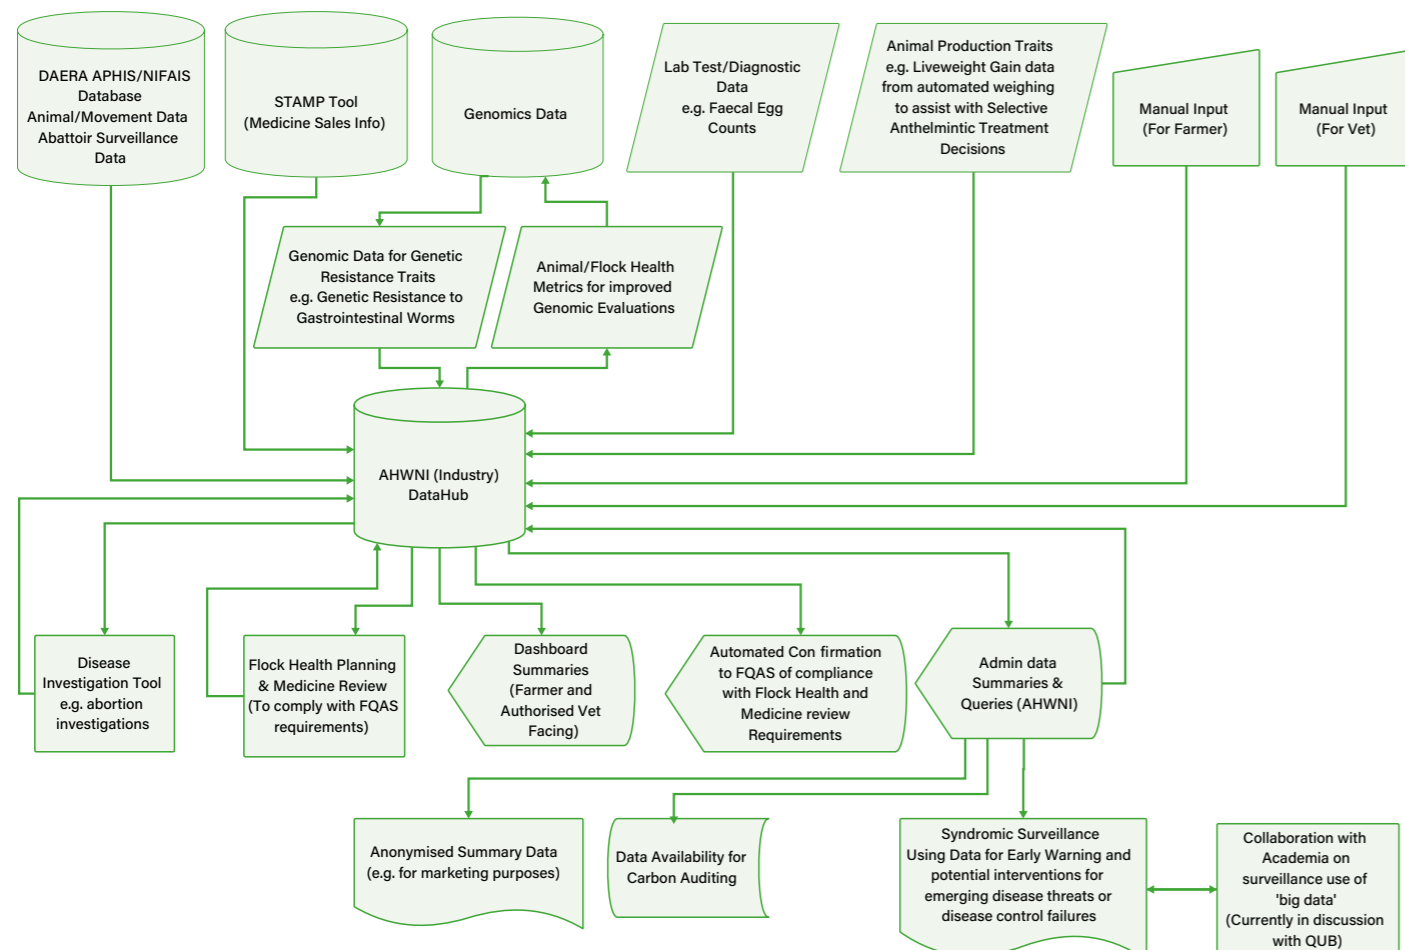 DAERA APHIS/NIFAIS
Database
Animal/Movement Data
Abattoir Surveillance
Data
STAMP Tool
(Medicine Sales Info)
Genomics Data
Lab Test/Diagnostic
Data
e.g. Faecal Egg
Counts
Animal Production Traits
e.g. Liveweight Gain data
from automated weighing
to assist with Selective
Anthelmintic Treatment
Decisions
Manual Input
(For Farmer)
Manual Input
(For Vet)
Genomic Data for Genetic
Resistance Traits
e.g. Genetic Resistance to
Gastrointestinal Worms
Animal/Flock Health
Metrics for improved
Genomic Evaluations
AHWNI (Industry)
DataHub
Disease
Investigation Tool
e.g. abortion
investigations
Flock Health Planning
& Medicine Review
(To comply with FQAS
requirements)
Dashboard
Summaries
(Farmer and
Authorised Vet
Facing)
Automated Con firmation
to FQAS of compliance
with Flock Health and
Medicine review
Requirements
Admin data
Summaries &
Queries (AHWNI)
Anonymised Summary Data
(e.g. for marketing purposes)
Data Availability for
Carbon Auditing
Syndromic Surveillance
Using Data for Early Warning and
potential interventions for
emerging disease threats or
disease control failures
Collaboration with
Academia on
surveillance use of
'big data'
(Currently in discussion
with QUB)